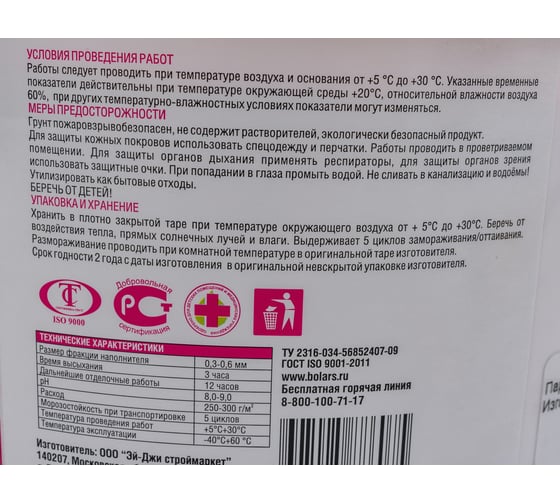 УСЛОВИЯ ПРОВЕДЕНИЯ РАБОТ
Работы следует проводить при температуре воздуха и основания от +5 °С до +30 °С. Указанные временные
показатели действительны при температуре окружающей среды +20°С, относительной влажности воздуха
60%, при других температурно-влажностных условиях показатели могут изменяться.
МЕРЫ ПРЕДОСТОРОЖНОСТИ
Грунт пожаровзрывобезопасен, не содержит растворителей, экологически безопасный продукт.
Для защиты кожных покровов использовать спецодежду и перчатки. Работы проводить в проветриваемом
помещении. Для защиты органов дыхания применять респираторы, для защиты органов зрения
использовать защитные очки. При попадании в глаза промыть водой. Не сливать в канализацию и водоёмы!
Утилизировать как бытовые отходы.
БЕРЕЧЬ ОТ ДЕТЕЙ!
УПАКОВКА И ХРАНЕНИЕ
Хранить в плотно закрытой таре при температуре окружающего воздуха от + 5°С до +30°С. Беречь от
воздействия тепла, прямых солнечных лучей и влаги. Выдерживает 5 циклов замораживания/оттаивания.
Размораживание проводить при комнатной температуре в оригинальной таре изготовителя.
Срок годности 2 года с даты изготовления в оригинальной невскрытой упаковке изготовителя.
ISO 9000
Добровольная
сертификация
ТЕХНИЧЕСКИЕ ХАРАКТЕРИСТИКИ
Размер фракции наполнителя 0,3-0,6 мм
Время высыхания 3 часа
Дальнейшие отделочные работы 12 часов
pH 8,0-9,0
Расход 250-300 г/м²
Морозостойкость при транспортировке 5 циклов
Температура проведения работ +5°С+30°С
Температура эксплуатации -40°С+60 °С
ТУ 2316-034-56852407-09
ГОСТ ISO 9001-2011
www.bolars.ru
Бесплатная горячая линия
8-800-100-71-17
Изготовитель: ООО "Эй-Джи строймаркет"
140207,